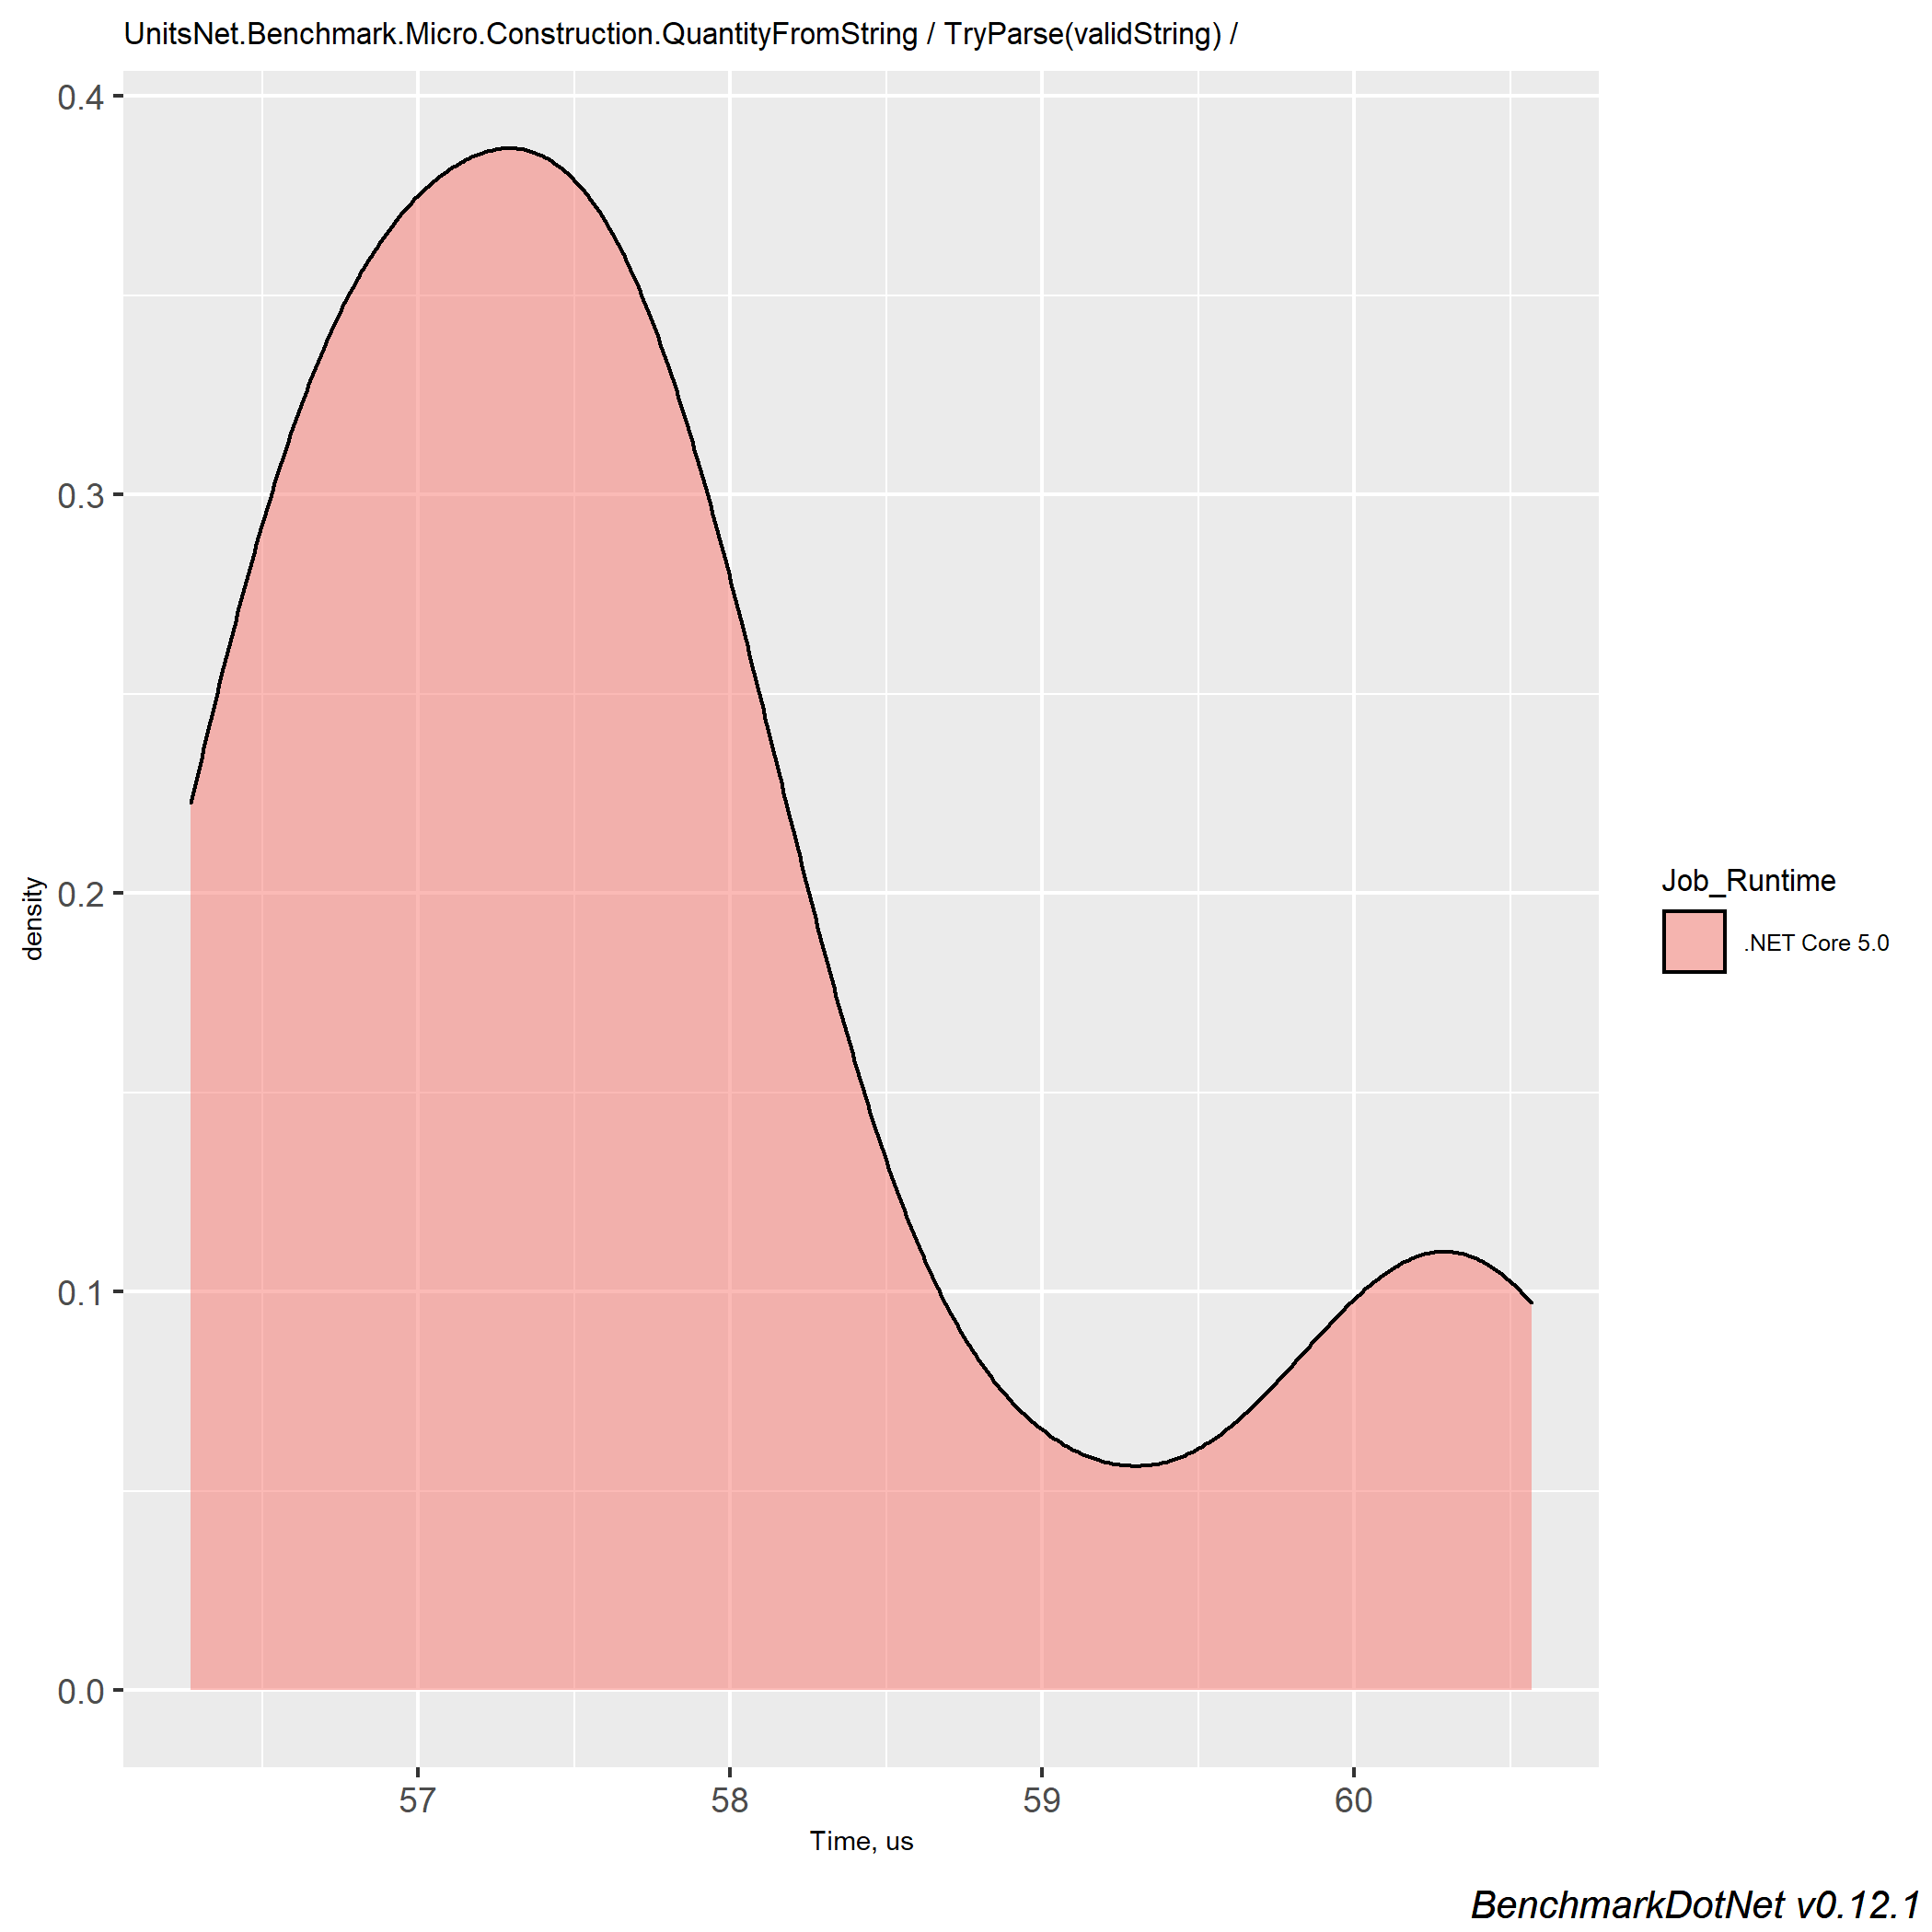 UnitsNet.Benchmark.Micro.Construction.QuantityFromString / TryParse(validString) /
0.4
0.3
0.2
0.1
0.0
density
57 58 59 60
Time, us
Job_Runtime
.NET Core 5.0
BenchmarkDotNet v0.12.1